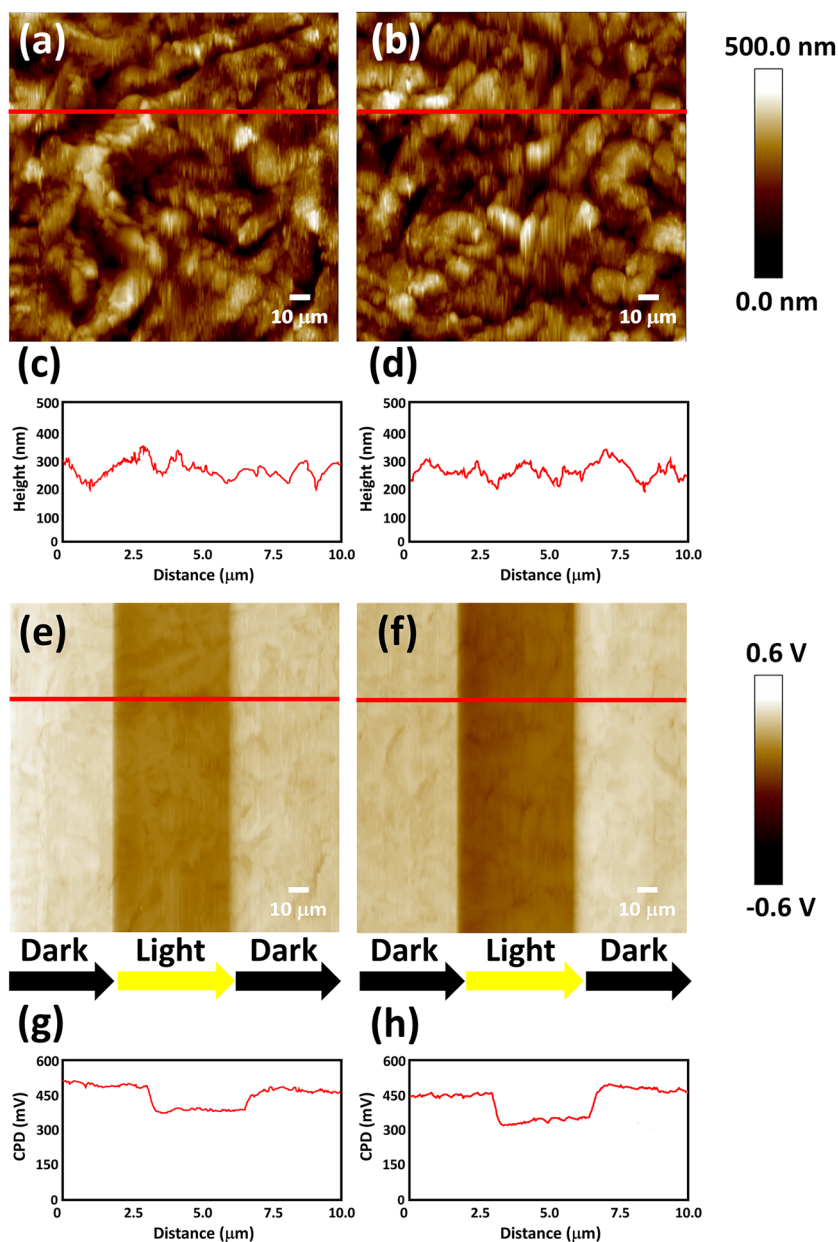 (a)
(b)
500.0 nm
0.0 nm
10 μm
10 μm
(c)
(d)
500
400
300
200
100
0
Height (nm)
0
2.5
5.0
7.5
10.0
Distance (μm)
500
400
300
200
100
0
Height (nm)
0
2.5
5.0
7.5
10.0
Distance (μm)
(e)
(f)
0.6 V
-0.6 V
10 μm
10 μm
Dark Light Dark
Dark Light Dark
(g)
(h)
600
450
300
150
0
CPD (mV)
0
2.5
5.0
7.5
10.0
Distance (μm)
600
450
300
150
0
CPD (mV)
0
2.5
5.0
7.5
10.0
Distance (μm)